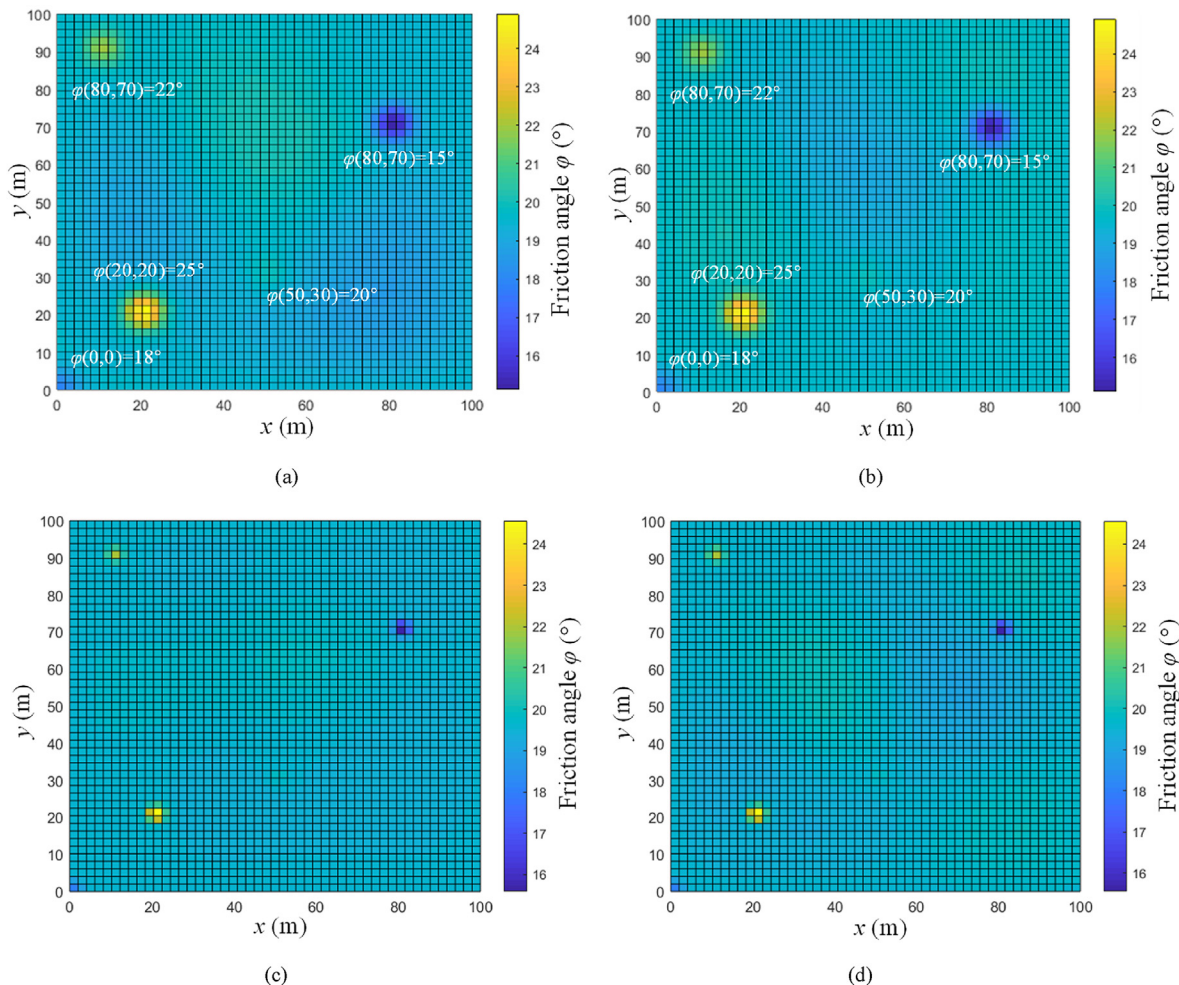 100
90
80
70
60
50
40
30
20
10
0
y (m)
φ(80,70)=22°
φ(80,70)=15°
φ(20,20)=25°
φ(50,30)=20°
φ(0,0)=18°
0 20 40 60 80 100
x (m)
24
23
22
21
20
19
18
17
16
Friction angle φ (°)
(a)
100
90
80
70
60
50
40
30
20
10
0
y (m)
φ(80,70)=22°
φ(80,70)=15°
φ(20,20)=25°
φ(50,30)=20°
φ(0,0)=18°
0 20 40 60 80 100
x (m)
24
23
22
21
20
19
18
17
16
Friction angle φ (°)
(b)
100
90
80
70
60
50
40
30
20
10
0
y (m)
0 20 40 60 80 100
x (m)
24
23
22
21
20
19
18
17
16
Friction angle φ (°)
(c)
100
90
80
70
60
50
40
30
20
10
0
y (m)
0 20 40 60 80 100
x (m)
24
23
22
21
20
19
18
17
16
Friction angle φ (°)
(d)